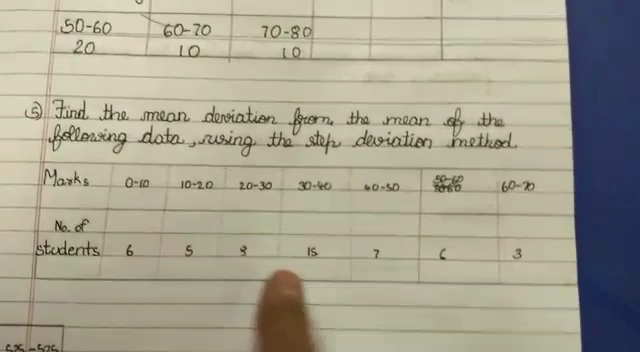 50-60 60-70 70-80
20 10 10
5) Find the mean deviation from the mean of the
following data, using the step deviation method.
Marks 0-10 10-20 20-30 30-40 40-50 50-60 60-70
No. of
students 6 5 8 15 7 6 3